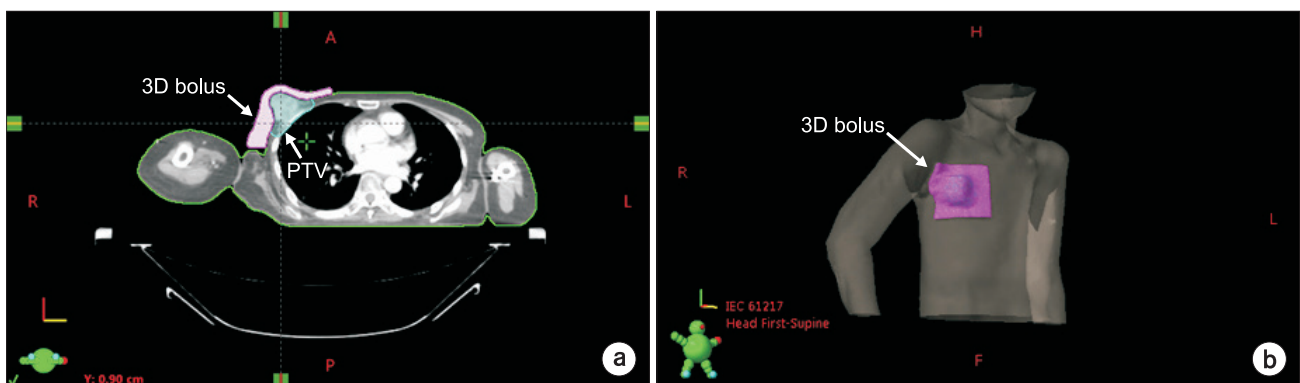 A
3D bolus
PTV
R
L
P
Y: 0.90 cm
a
H
3D bolus
R
L
IEC 61217
Head First-Supine
F
b